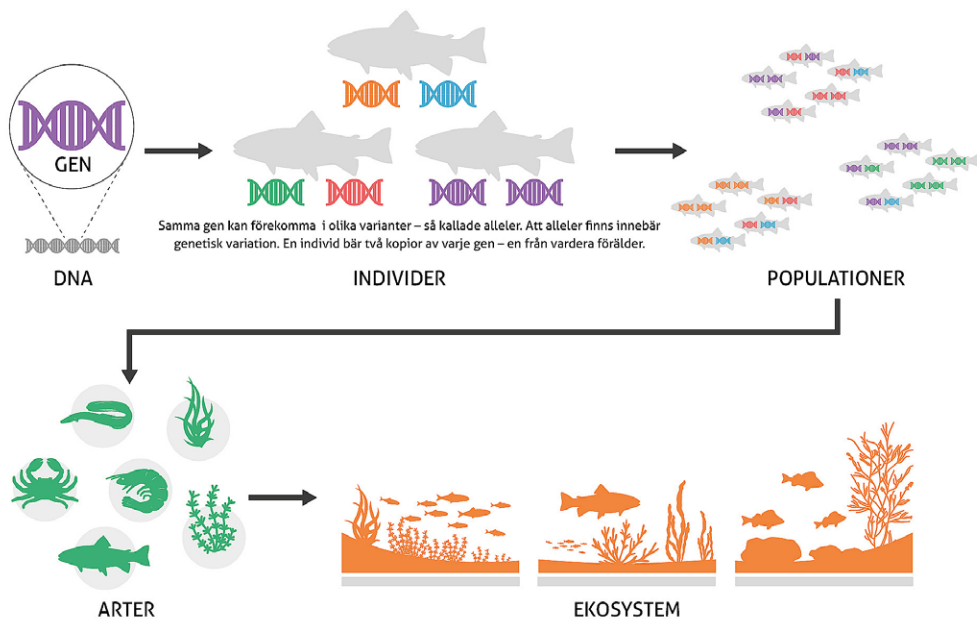 GEN
DNA
Samma gen kan förekomma i olika varianter – så kallade alleler. Att alleler finns innebär
genetisk variation. En individ bär två kopior av varje gen – en från vardera förälder.
INDIVIDER
POPULATIONER
ARTER
EKOSYSTEM